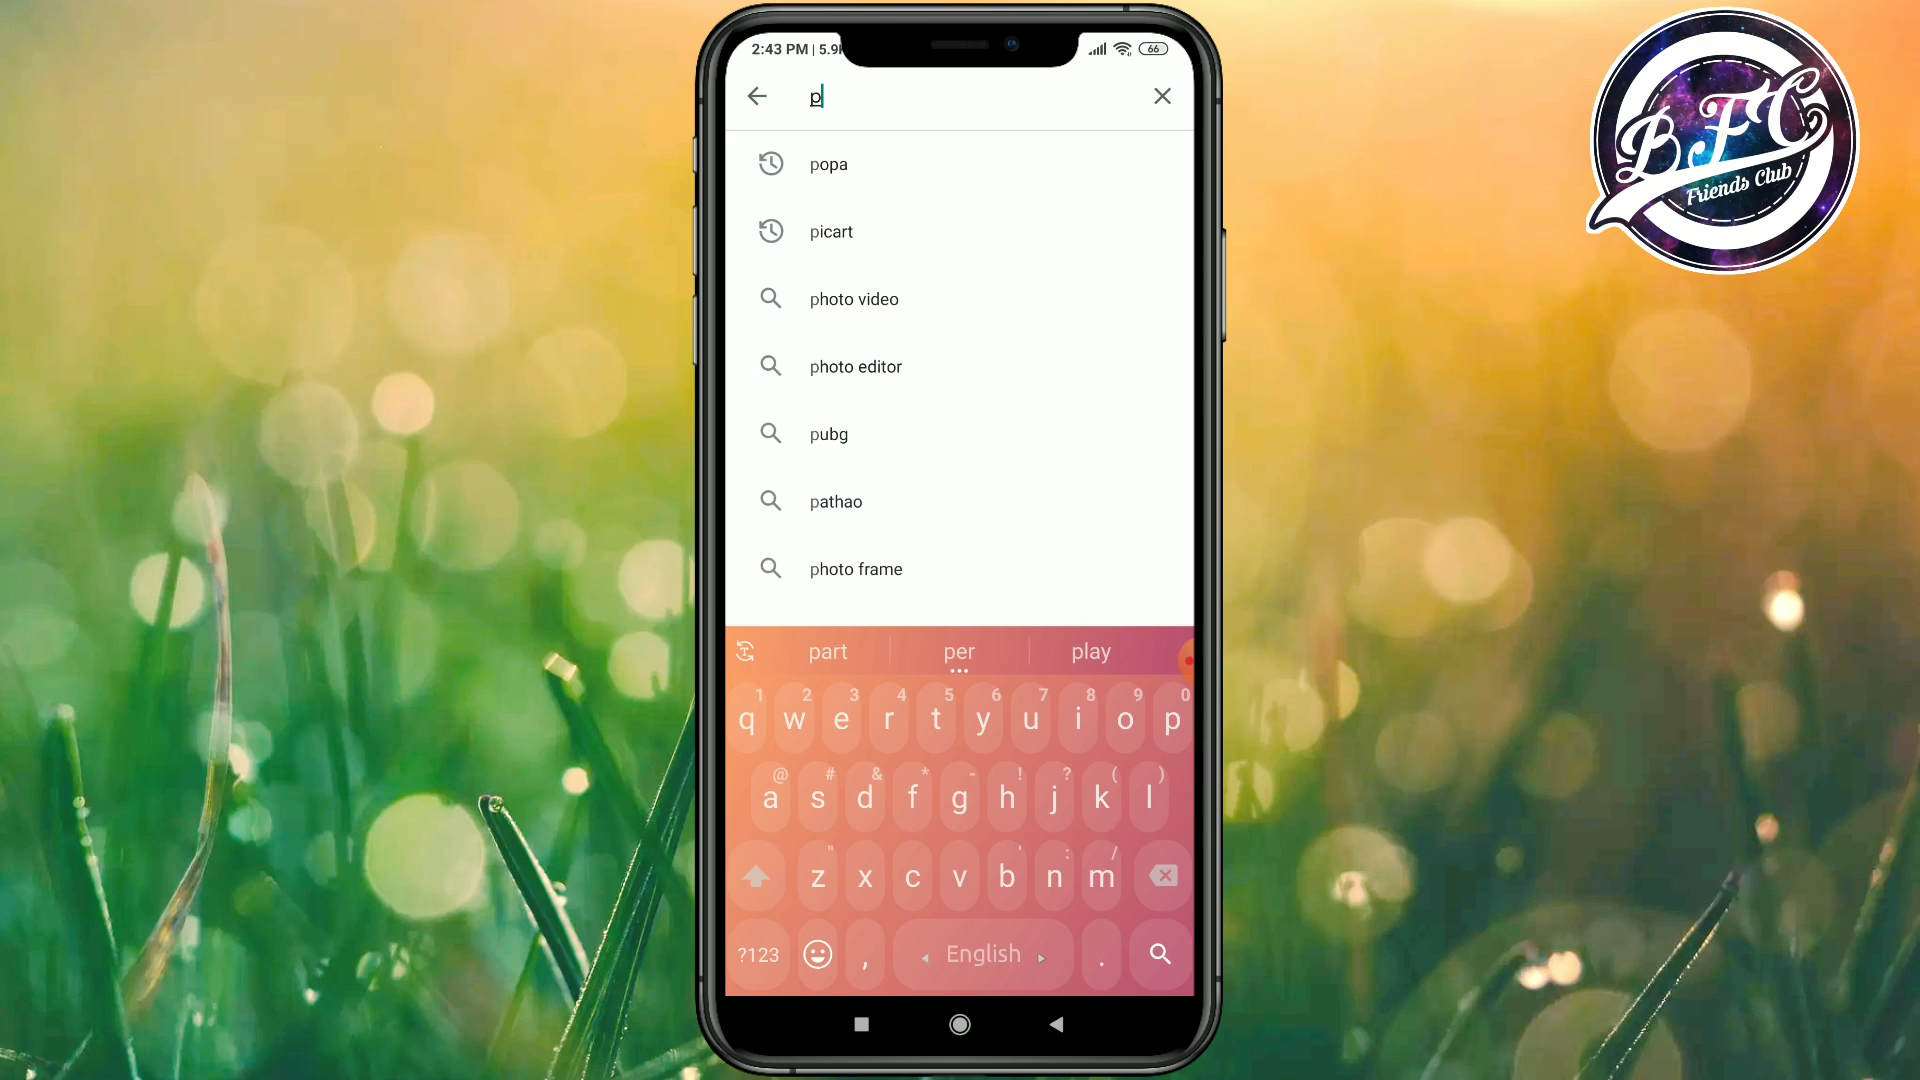 2:43 PM | 5.9K
66
p
popa
picart
photo video
photo editor
pubg
pathao
photo frame
part per play
1 2 3 4 5 6 7 8 9 0
q w e r t y u i o p
@ # & * - ! ? ( )
a s d f g h j k l
" ' : /
z x c v b n m
?123 , English .
BFC
Friends Club